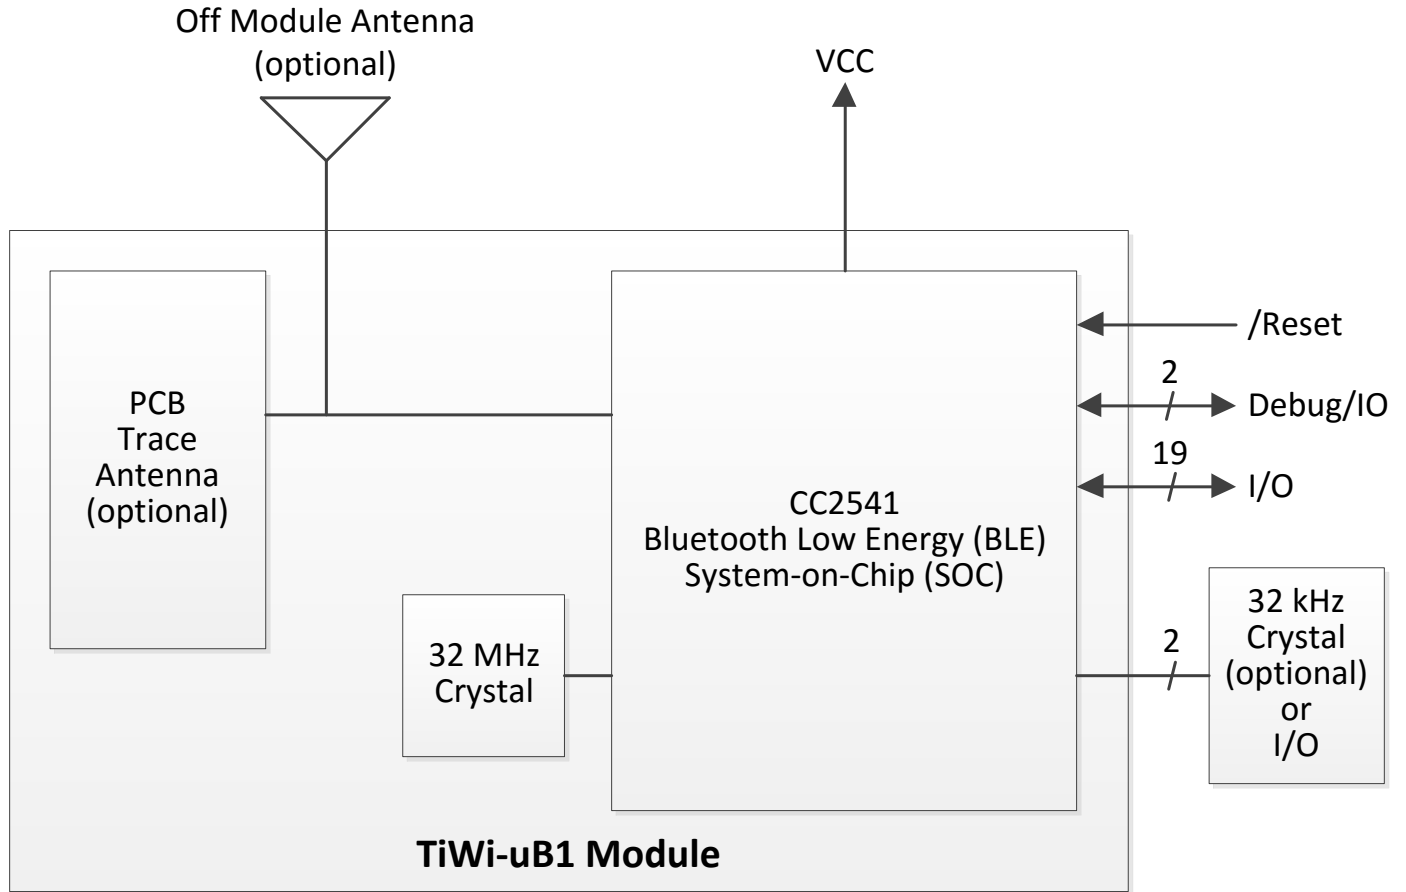 Off Module Antenna
(optional)
VCC
/Reset
2
Debug/IO
19
I/O
PCB
Trace
Antenna
(optional)
CC2541
Bluetooth Low Energy (BLE)
System-on-Chip (SOC)
32 MHz
Crystal
2
32 kHz
Crystal
(optional)
or
I/O
TiWi-uB1 Module